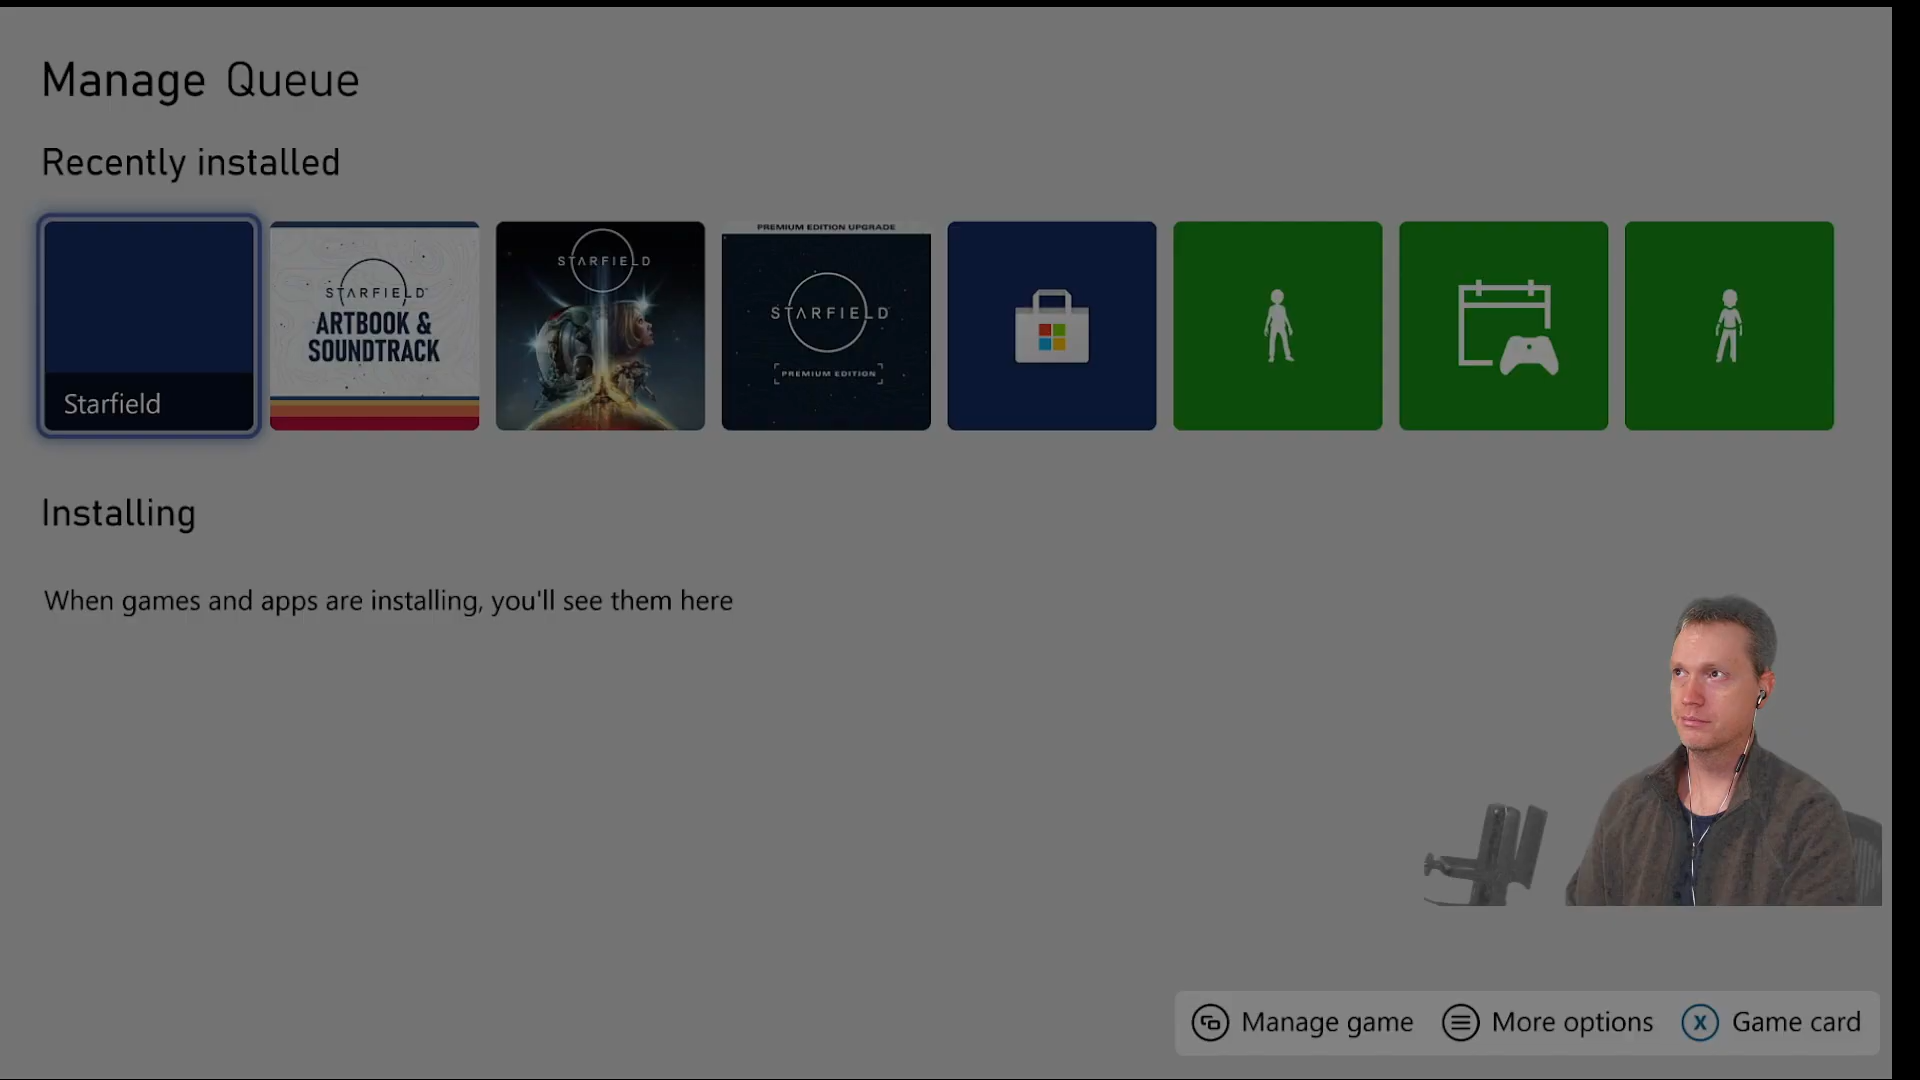 Manage Queue
Recently installed
Starfield
STARFIELD
ARTBOOK &
SOUNDTRACK
STARFIELD
PREMIUM EDITION UPGRADE
STARFIELD
PREMIUM EDITION
Installing
When games and apps are installing, you'll see them here
Manage game
More options
X
Game card